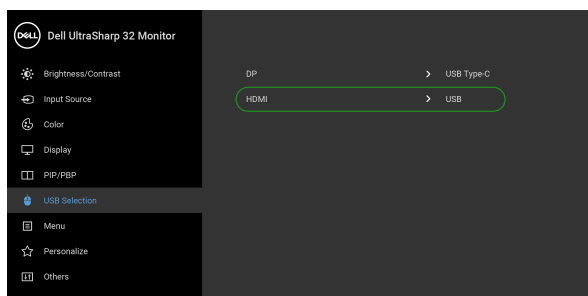 DELL Dell UltraSharp 32 Monitor
Brightness/Contrast
Input Source
Color
Display
PIP/PBP
USB Selection
Menu
Personalize
Others
DP > USB Type-C
HDMI > USB